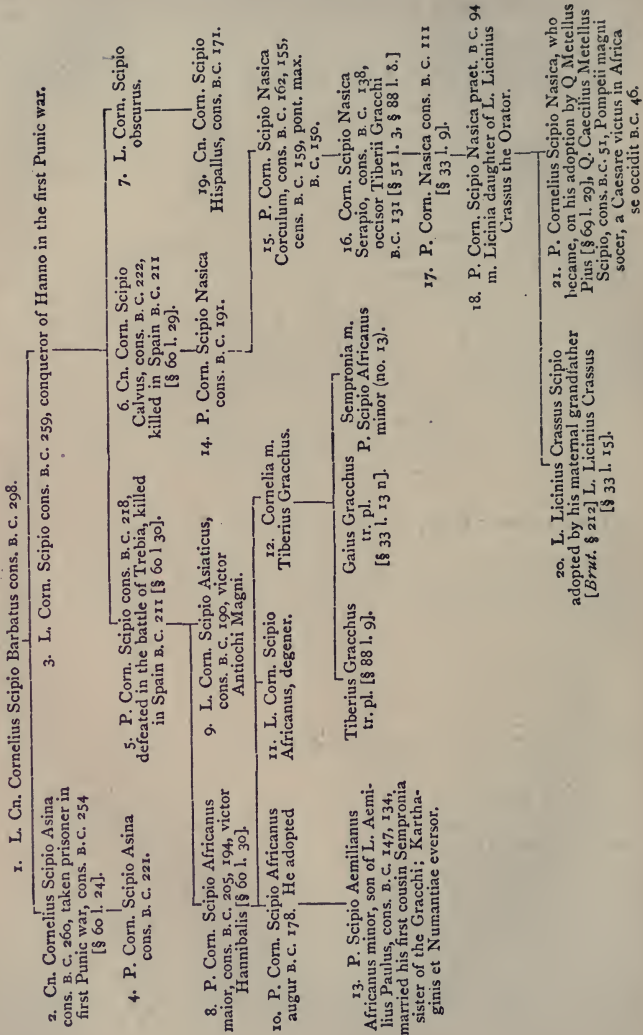 1. L. Cn. Cornelius Scipio Barbatus cons. B. C. 298.
2. Cn. Cornelius Scipio Asina
cons. B. C. 260, taken prisoner in
first Punic war, cons. B.C. 254
[§ 60 l. 24].
3. L. Corn. Scipio cons. B. C. 259, conqueror of Hanno in the first Punic war.
4. P. Corn. Scipio Asina
cons. B. C. 221.
5. P. Corn. Scipio cons. B. C. 218,
defeated in the battle of Trebia, killed
in Spain B.C. 211 [§ 60 l 30].
6. Cn. Corn. Scipio
Calvus, cons. B. C. 222,
killed in Spain B.C. 211
[§ 60 l. 29].
7. L. Corn. Scipio
obscurus.
8. P. Corn. Scipio Africanus
maior, cons. B. C. 205, 194, victor
Hannibalis [§ 60 l. 30].
9. L. Corn. Scipio Asiaticus,
cons. B. C. 190, victor
Antiochi Magni.
14. P. Corn. Scipio Nasica
cons. B. C. 191.
19. Cn. Corn. Scipio
Hispallus, cons. B. C. 171.
10. P. Corn. Scipio Africanus
augur B. C. 178. He adopted
11. L. Corn. Scipio
Africanus, degener.
12. Cornelia m.
Tiberius Gracchus.
15. P. Corn. Scipio Nasica
Corculum, cons. B. C. 162, 155,
cens. B. C. 159, pont. max.
B. C, 150.
13. P. Scipio Aemilianus
Africanus minor, son of L. Aemi-
lius Paulus, cons. B. C. 147, 134,
married his first cousin Sempronia
sister of the Gracchi; Kartha-
ginis et Numantiae eversor.
Tiberius Gracchus
tr. pl. [§ 88 l. 9].
Gaius Gracchus
tr. pl.
[§ 33 l. 13 n].
Sempronia m.
P. Scipio Africanus
minor (no. 13).
16. Corn. Scipio Nasica
Serapio, cons. B. C. 138,
occisor Tiberii Gracchi
B.C. 131 [§ 51 l. 3, § 88 l. 8.]
17. P. Corn. Nasica cons. B. C. 111
[§ 33 l. 9].
18. P. Corn. Scipio Nasica praet. B C. 94
m. Licinia daughter of L. Licinius
Crassus the Orator.
20. L. Licinius Crassus Scipio
adopted by his maternal grandfather
[Brut. § 212] L. Licinius Crassus
[§ 33 l. 15].
21. P. Cornelius Scipio Nasica, who
became, on his adoption by Q Metellus
Pius [§ 69 l. 29], Q. Caecilius Metellus
Scipio, cons. B.C. 51, Pompeii magni
socer, a Caesare victus in Africa
se occidit B.C. 46.